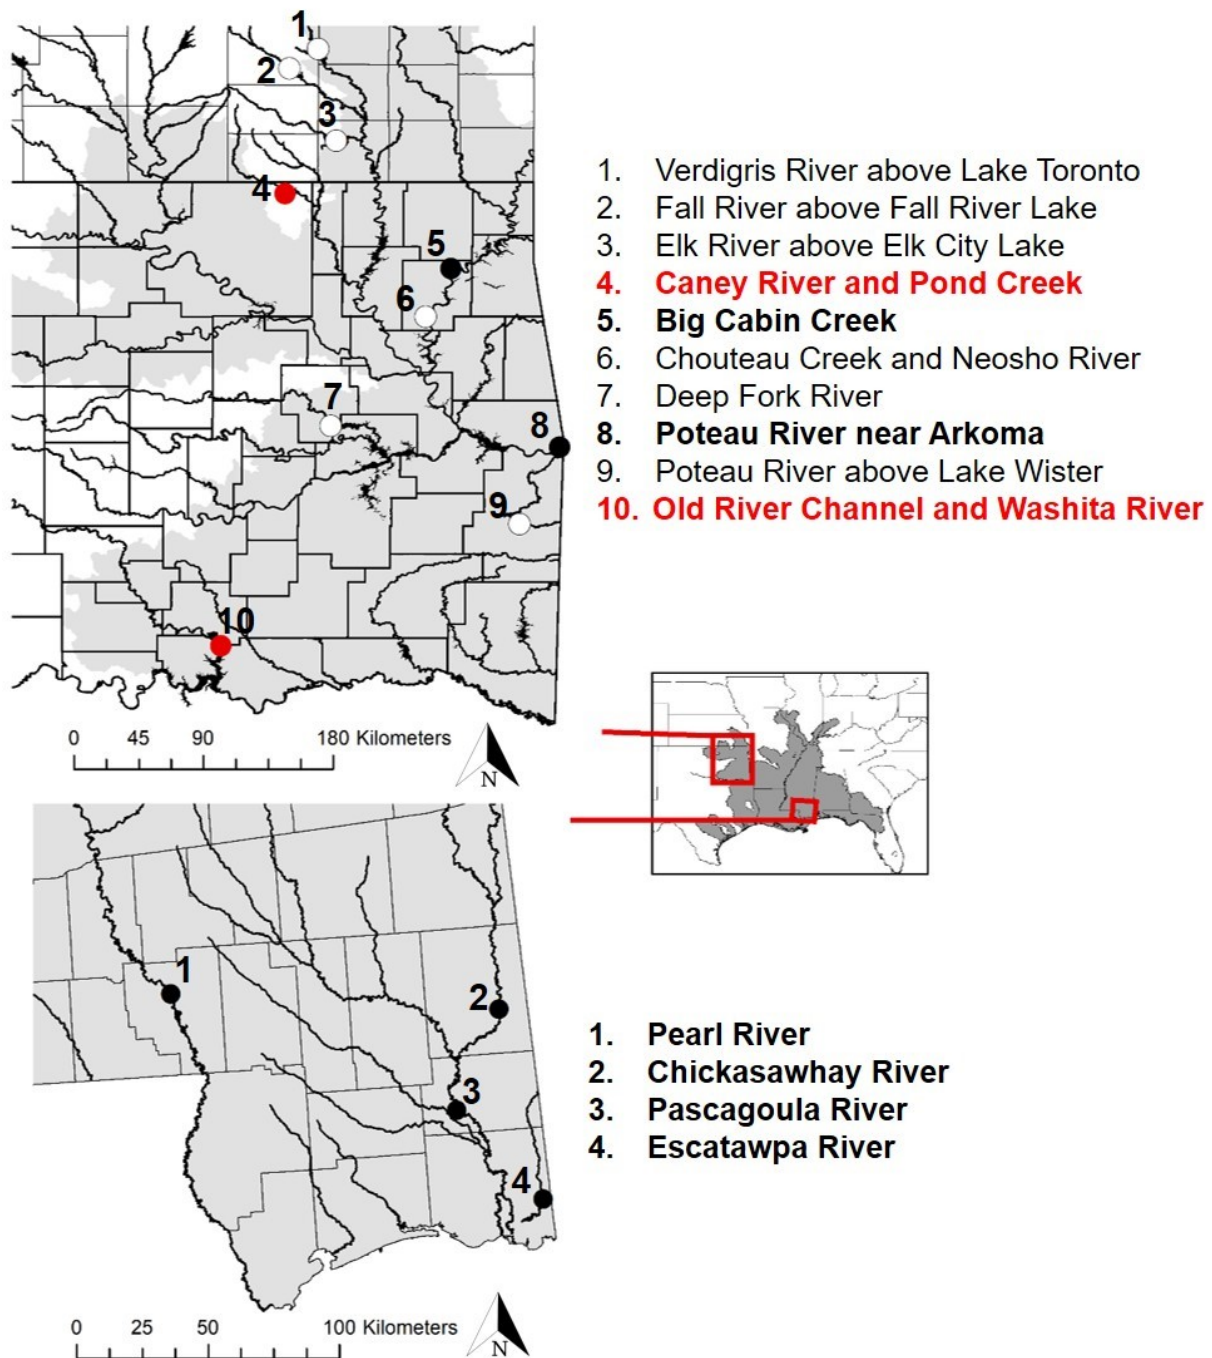 1
2
3
4
5
6
7
8
9
10
0 45 90 180 Kilometers
N
1. Verdigris River above Lake Toronto
2. Fall River above Fall River Lake
3. Elk River above Elk City Lake
4. Caney River and Pond Creek
5. Big Cabin Creek
6. Chouteau Creek and Neosho River
7. Deep Fork River
8. Poteau River near Arkoma
9. Poteau River above Lake Wister
10. Old River Channel and Washita River
1
2
3
4
0 25 50 100 Kilometers
N
1. Pearl River
2. Chickasawhay River
3. Pascagoula River
4. Escatawpa River